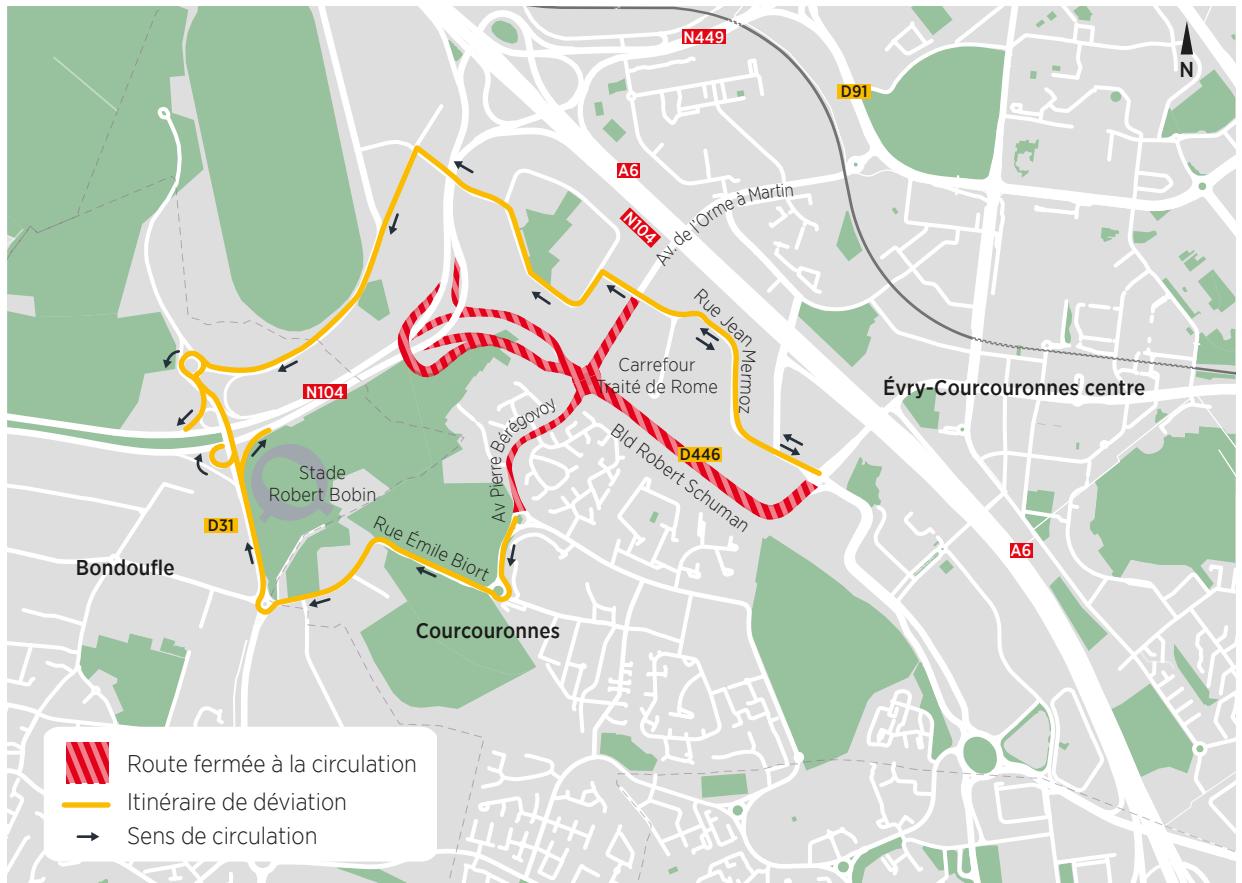 N449
N
D91
A6
Av. de l'Orme à Martin
N104
Rue Jean Mermoz
Carrefour
Traité de Rome
Évry-Courcouronnes centre
N104
Av Pierre Bérégovoy
D446
Bld Robert Schuman
Stade
Robert Bobin
D31
Rue Émile Biort
A6
Bondoufle
Courcouronnes
Route fermée à la circulation
Itinéraire de déviation
Sens de circulation